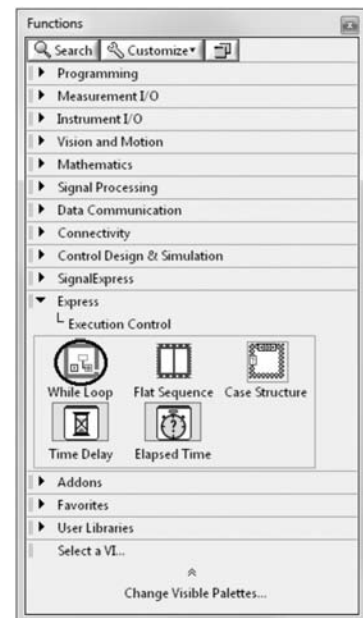 Functions
Search Customize
Programming
Measurement I/O
Instrument I/O
Vision and Motion
Mathematics
Signal Processing
Data Communication
Connectivity
Control Design & Simulation
SignalExpress
Express
Execution Control
While Loop Flat Sequence Case Structure
Time Delay Elapsed Time
Addons
Favorites
User Libraries
Select a VI...
Change Visible Palettes...